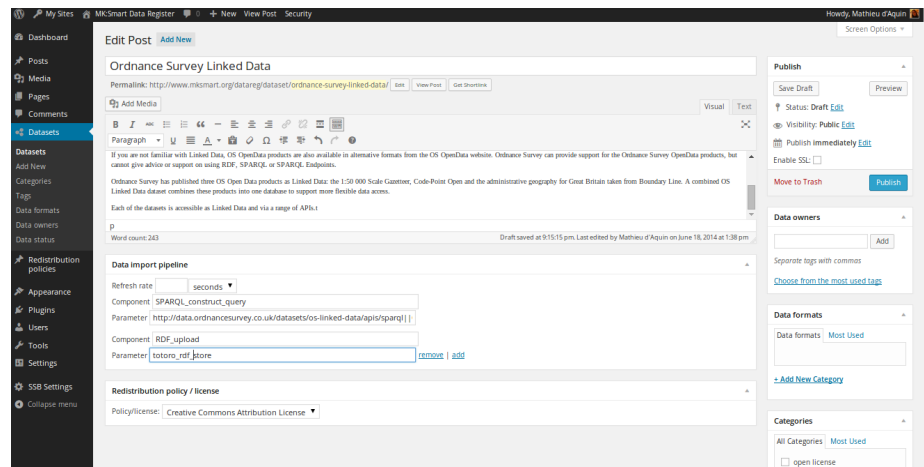 My Sites MK:Smart Data Register 0 + New View Post Security Howdy, Mathieu d'Aquin
Screen Options
Dashboard
Posts
Media
Pages
Comments
Datasets
Datasets
Add New
Categories
Tags
Data formats
Data owners
Data status
Redistribution
policies
Appearance
Plugins
Users
Tools
Settings
SSB Settings
Collapse menu
Edit Post Add New
Ordnance Survey Linked Data
Permalink: http://www.mksmart.org/datareg/dataset/ordnance-survey-linked-data/ Edit View Post Get Shortlink
Add Media Visual Text
Paragraph
If you are not familiar with Linked Data, OS OpenData products are also available in alternative formats from the OS OpenData website. Ordnance Survey can provide support for the Ordnance Survey OpenData products, but
cannot give advice or support on using RDF, SPARQL or SPARQL Endpoints.
Ordnance Survey has published three OS Open Data products as Linked Data: the 1:50 000 Scale Gazetteer, Code-Point Open and the administrative geography for Great Britain taken from Boundary Line. A combined OS
Linked Data dataset combines these products into one database to support more flexible data access.
Each of the datasets is accessible as Linked Data and via a range of APIs.t
p
Word count: 243 Draft saved at 9:15:15 pm. Last edited by Mathieu d'Aquin on June 18, 2014 at 1:38 pm
Data import pipeline
Refresh rate seconds
Component SPARQL_construct_query
Parameter http://data.ordnancesurvey.co.uk/datasets/os-linked-data/apis/sparql||
Component RDF_upload
Parameter totoro_rdf_store remove | add
Redistribution policy / license
Policy/license: Creative Commons Attribution License
Publish
Save Draft Preview
Status: Draft Edit
Visibility: Public Edit
Publish immediately Edit
Enable SSL:
Move to Trash Publish
Data owners
Add
Separate tags with commas
Choose from the most used tags
Data formats
Data formats Most Used
+ Add New Category
Categories
All Categories Most Used
open license